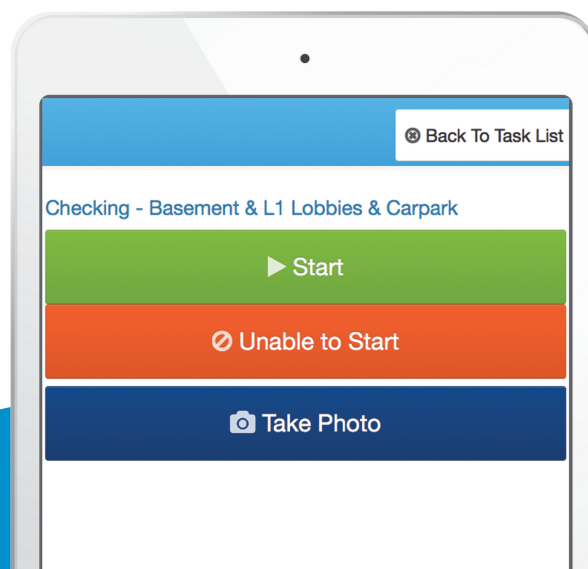 Back To Task List
Checking - Basement & L1 Lobbies & Carpark
Start
Unable to Start
Take Photo